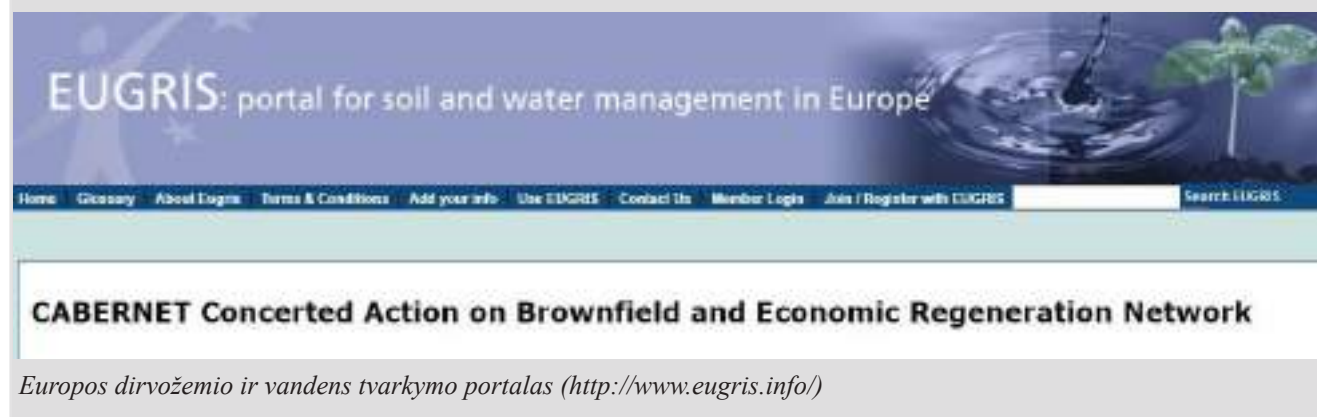 EUGRIS: portal for soil and water management in Europe
Home Glossary About Eugris Terms & Conditions Add your info Use EUGRIS Contact Us Member Login Join / Register with EUGRIS Search EUGRIS
CABERNET Concerted Action on Brownfield and Economic Regeneration Network
Europos dirvožemio ir vandens tvarkymo portalas (http://www.eugris.info/)